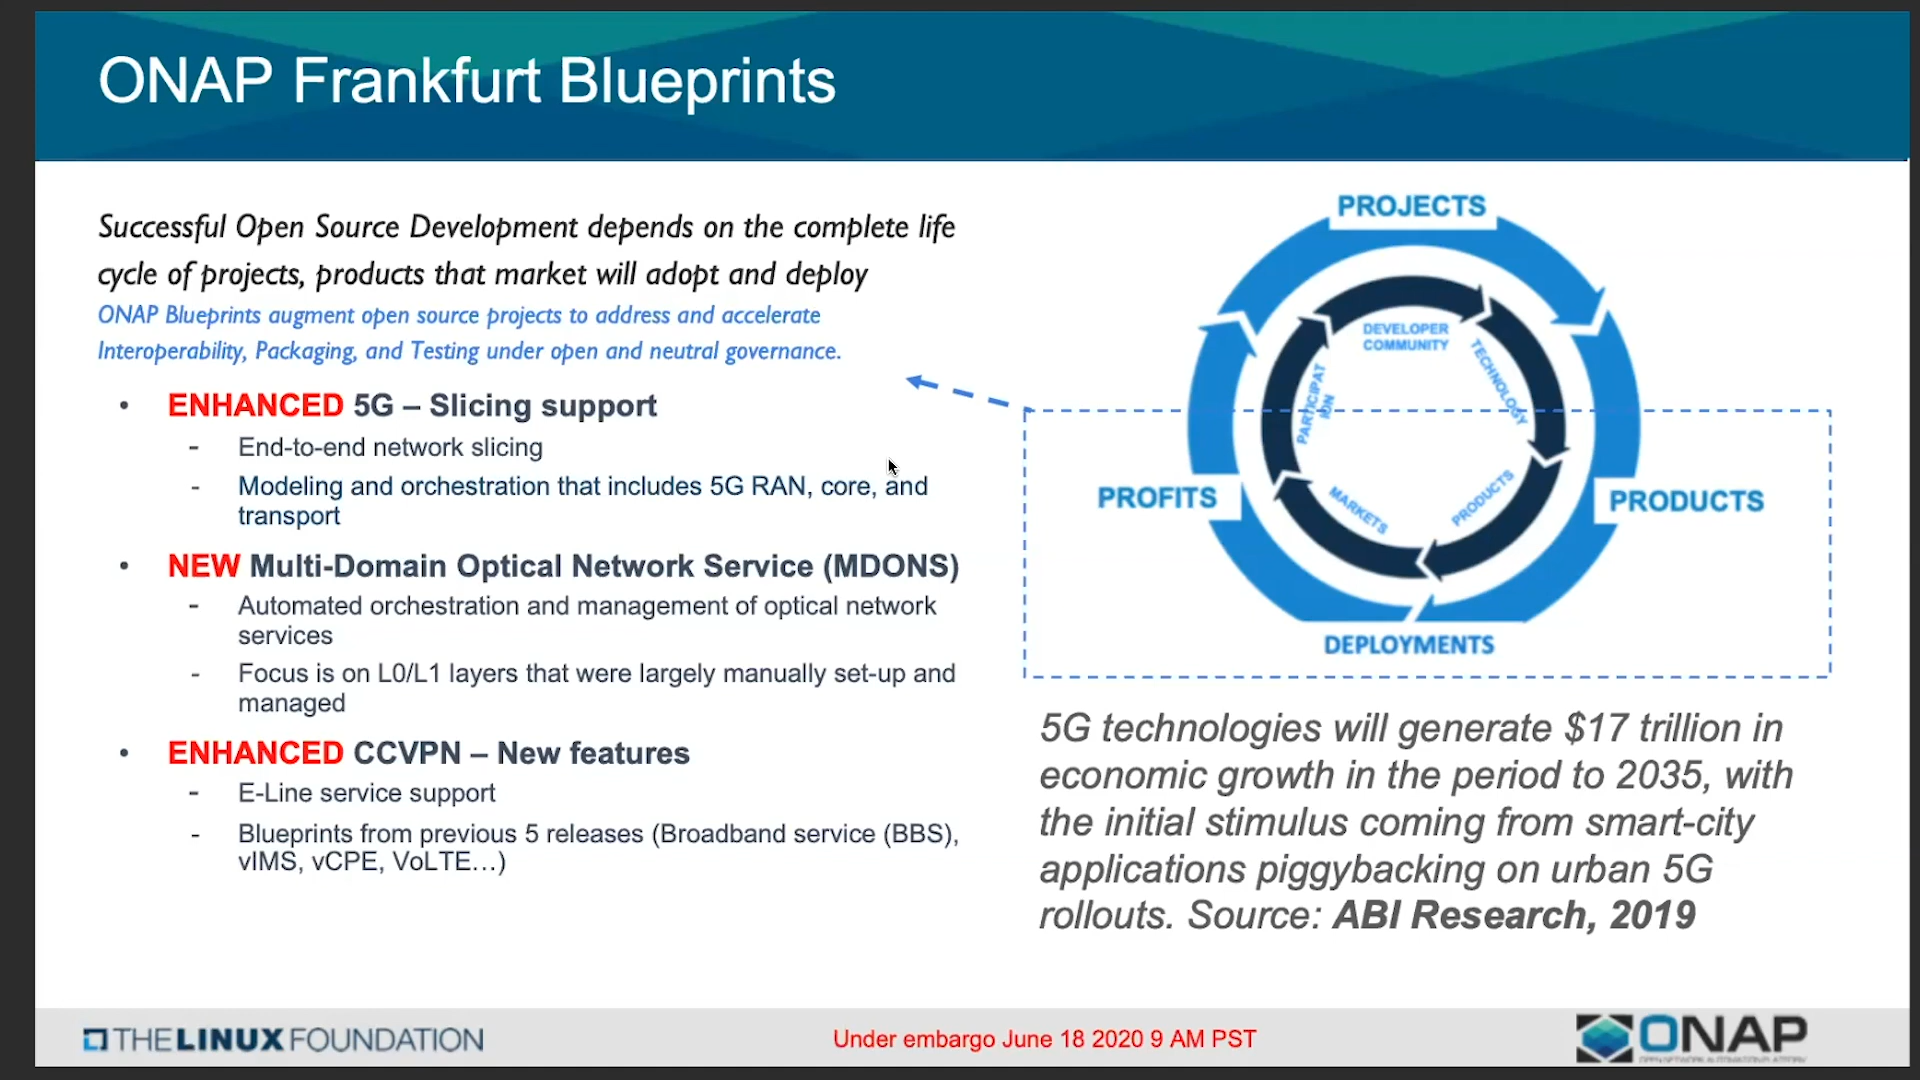 ONAP Frankfurt Blueprints
Successful Open Source Development depends on the complete life
cycle of projects, products that market will adopt and deploy
ONAP Blueprints augment open source projects to address and accelerate
Interoperability, Packaging, and Testing under open and neutral governance.
• ENHANCED 5G – Slicing support
- End-to-end network slicing
- Modeling and orchestration that includes 5G RAN, core, and
transport
• NEW Multi-Domain Optical Network Service (MDONS)
- Automated orchestration and management of optical network
services
- Focus is on L0/L1 layers that were largely manually set-up and
managed
• ENHANCED CCVPN – New features
- E-Line service support
- Blueprints from previous 5 releases (Broadband service (BBS),
vIMS, vCPE, VoLTE…)
PROJECTS
DEVELOPER
COMMUNITY
TECHNOLOGY
PARTICIPAT
ION
PROFITS
PRODUCTS
MARKETS
PRODUCTS
DEPLOYMENTS
5G technologies will generate $17 trillion in
economic growth in the period to 2035, with
the initial stimulus coming from smart-city
applications piggybacking on urban 5G
rollouts. Source: ABI Research, 2019
THE LINUX FOUNDATION
Under embargo June 18 2020 9 AM PST
ONAP